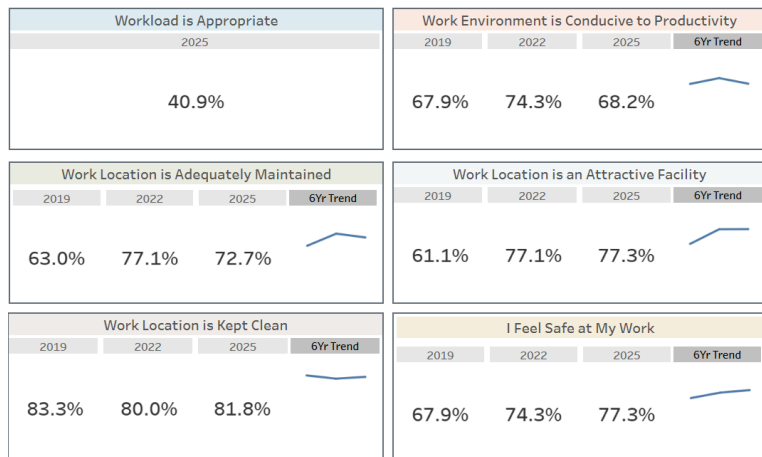 Workload is Appropriate
2025
40.9%
Work Environment is Conducive to Productivity
2019 2022 2025 6Yr Trend
67.9% 74.3% 68.2%
Work Location is Adequately Maintained
2019 2022 2025 6Yr Trend
63.0% 77.1% 72.7%
Work Location is an Attractive Facility
2019 2022 2025 6Yr Trend
61.1% 77.1% 77.3%
Work Location is Kept Clean
2019 2022 2025 6Yr Trend
83.3% 80.0% 81.8%
I Feel Safe at My Work
2019 2022 2025 6Yr Trend
67.9% 74.3% 77.3%